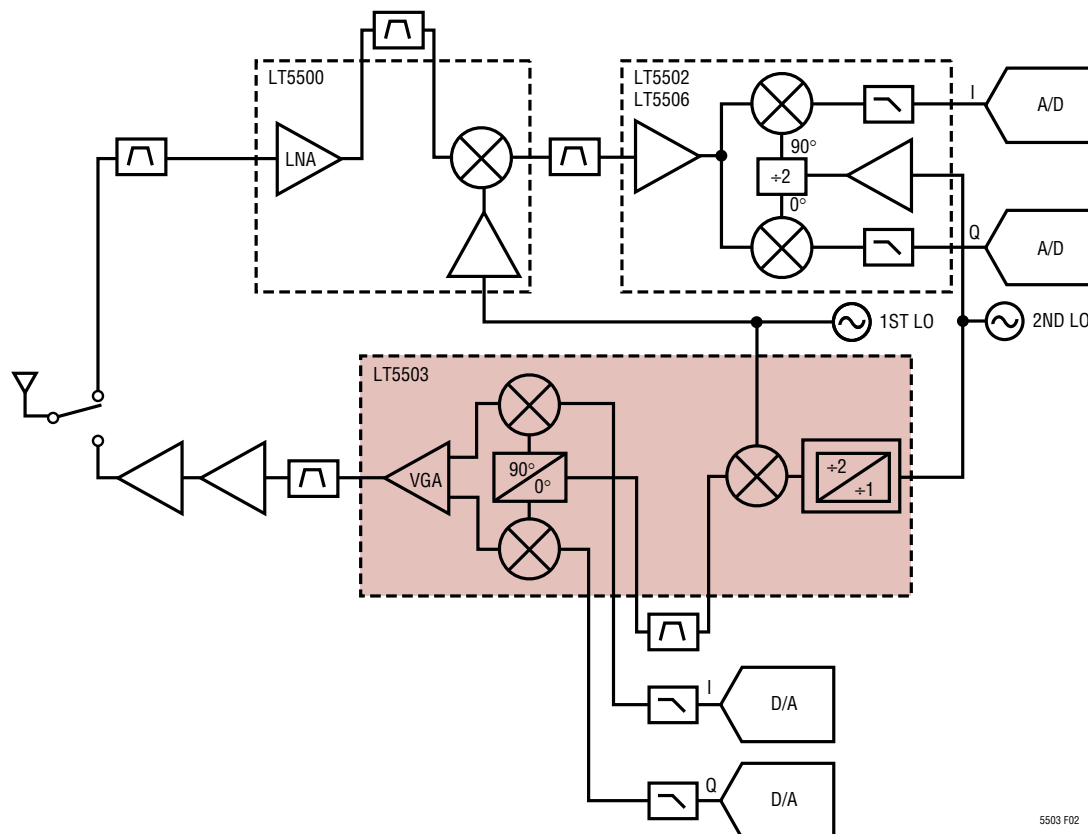 LT5500
LNA
LT5502
LT5506
90°
÷2
0°
I
A/D
Q
A/D
1ST LO
2ND LO
LT5503
VGA
90°
0°
÷2
÷1
I
D/A
Q
D/A
5503 F02